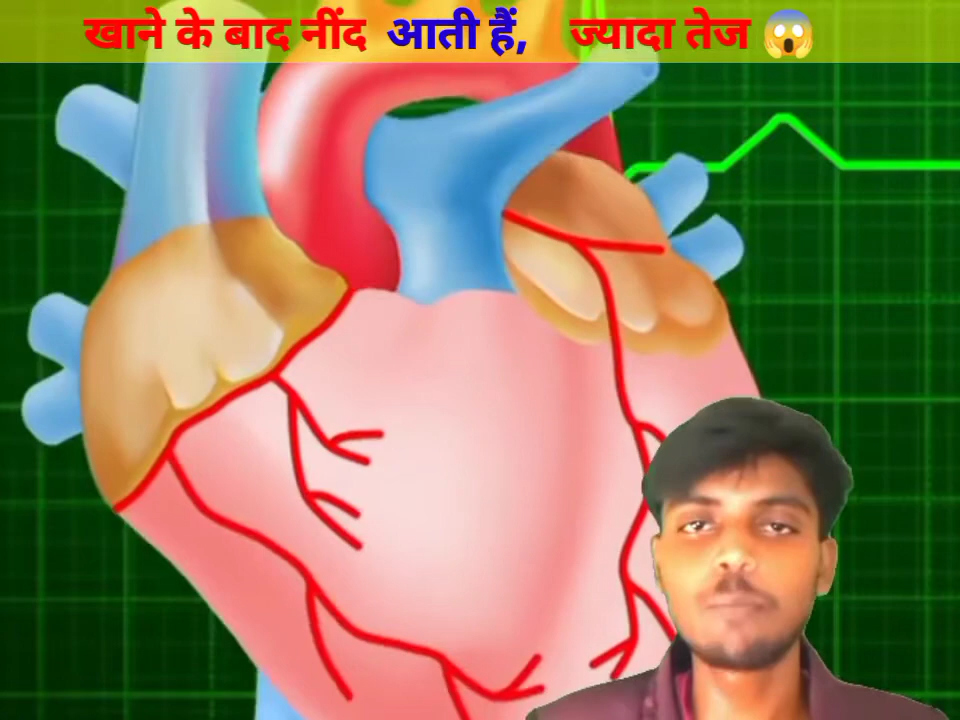 खाने के बाद नींद आती हैं, ज्यादा तेज 😱